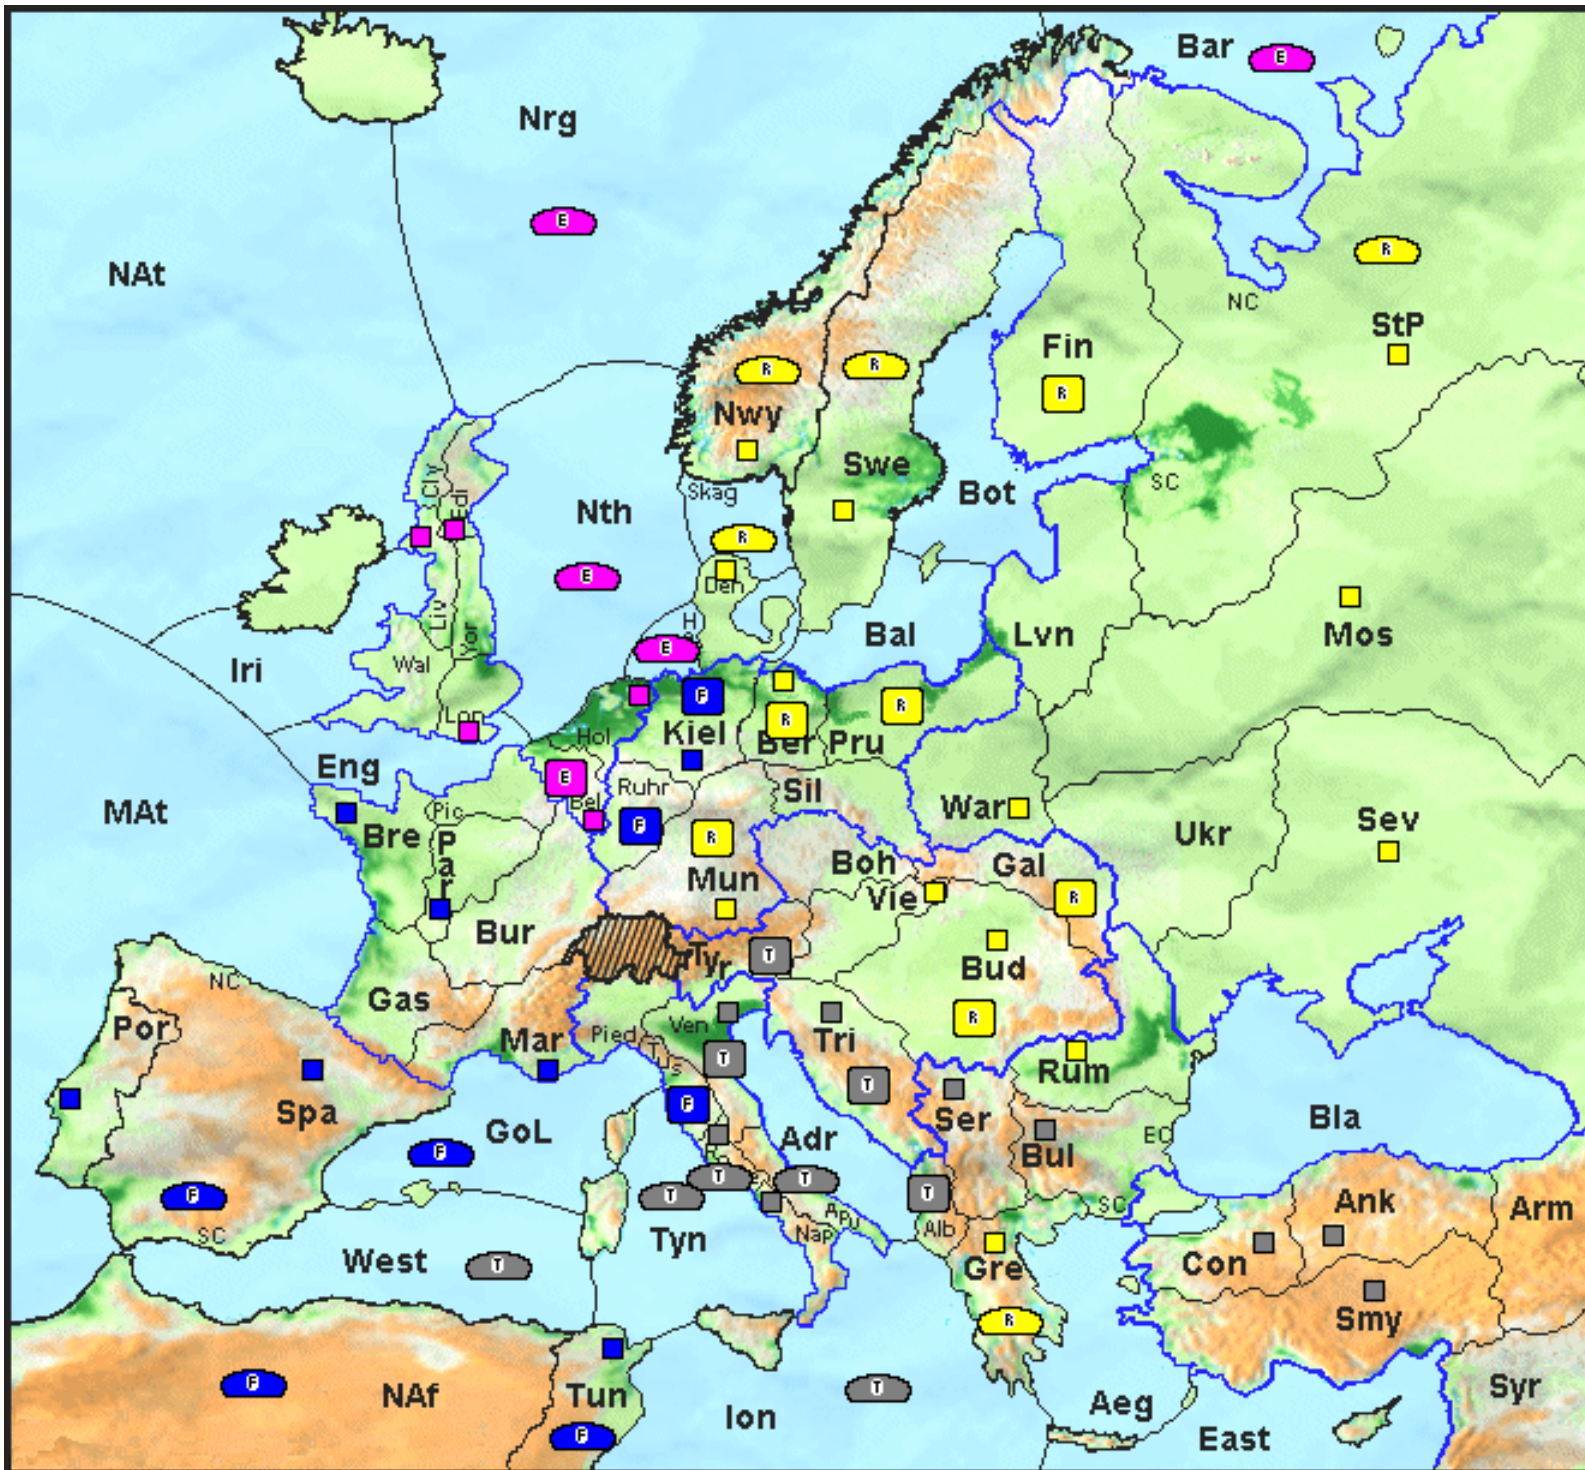 Bar
E
Nrg
E
R
NAt
NC
StP
Fin
R
R
R
Nwy
Swe
Cly
Edi
SC
Skag
Bot
Nth
R
E
Den
Mos
Liv
Yor
H
Bal
Lvn
Iri
Wal
E
F
R
R
Lon
Hol
Kiel
Ber
Pru
Eng
E
Ruhr
Sil
Bel
War
MAt
Pic
Bre
Par
F
R
Ukr
Sev
Boh
Gal
Mun
Vie
R
Bur
Tyr
T
Bud
NC
Gas
Por
R
Ven
Pied
Mar
Tri
Tus
T
Rum
T
Ser
Spa
F
GoL
Adr
Bla
Bul
EC
F
F
T
T
T
T
Ank
Arm
SC
Apu
Nap
Alb
SC
Tyn
West
T
Con
Gre
Smy
R
F
NAf
Tun
T
Syr
Ion
Aeg
F
East